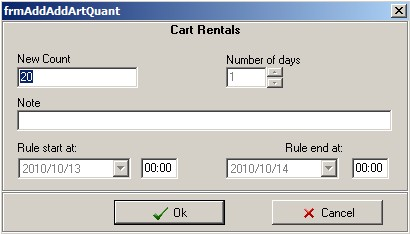 frmAddAddArtQuant
Cart Rentals
New Count
Number of days
20
1
Note
Rule start at:
Rule end at:
2010/10/13 00:00
2010/10/14 00:00
Ok
Cancel